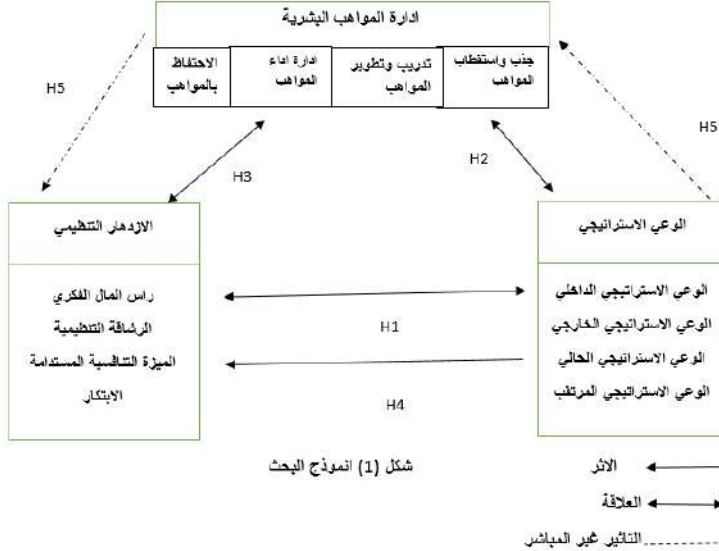 ادارة المواهب البشرية
جذب واستقطاب المواهب
تدريب وتطوير المواهب
ادارة اداء المواهب
الاحتفاظ بالمواهب
H5
H5
H2
H3
الوعي الاستراتيجي
الازدهار التنظيمي
الوعي الاستراتيجي الداخلي
الوعي الاستراتيجي الخارجي
الوعي الاستراتيجي الحالي
الوعي الاستراتيجي المرتقب
راس المال الفكري
الرشاقة التنظيمية
الميزة التنافسية المستدامة
الابتكار
H1
H4
شكل (1) انموذج البحث
الاثر
العلاقة
التاثير غير المباشر